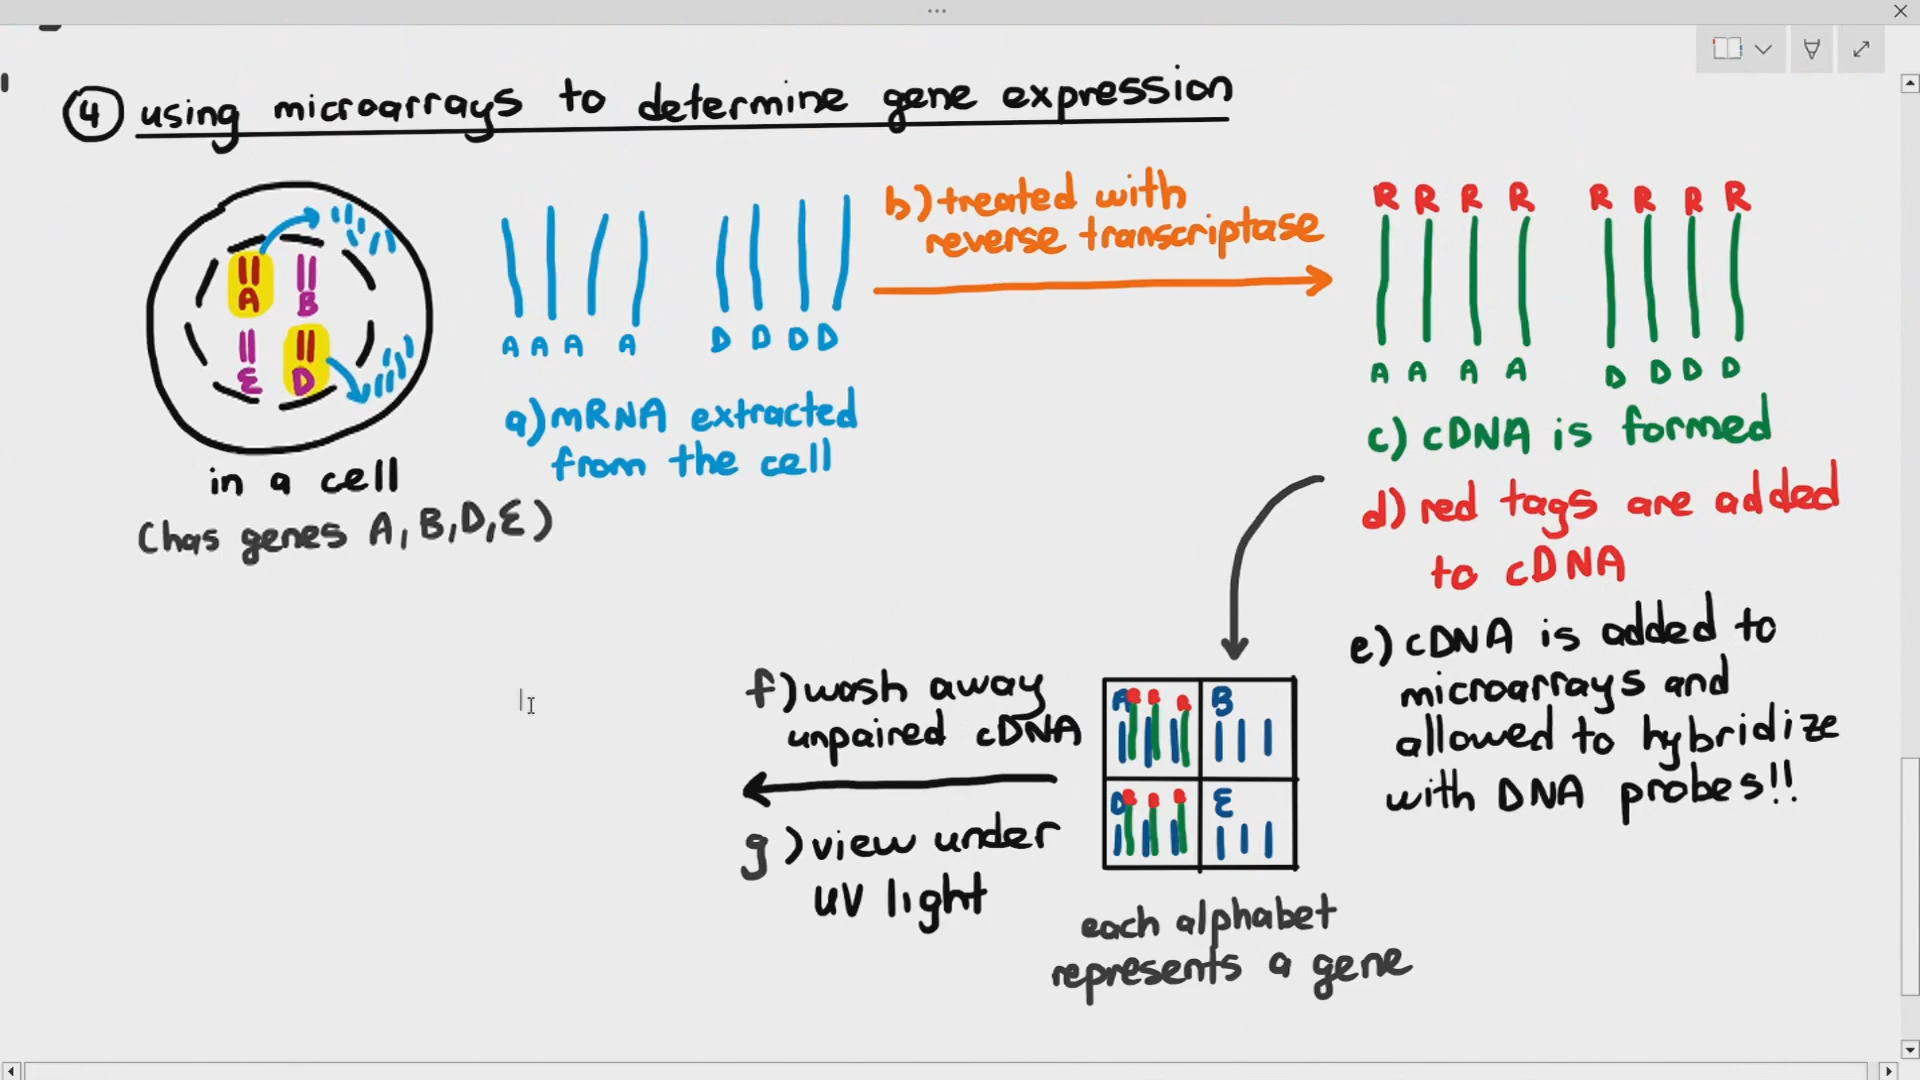 ④ using microarrays to determine gene expression
A B
E D
in a cell
(has genes A, B, D, E)
A A A A D D D D
a) mRNA extracted
from the cell
b) treated with
reverse transcriptase
R R R R R R R R
A A A A D D D D
c) cDNA is formed
d) red tags are added
to cDNA
e) cDNA is added to
microarrays and
allowed to hybridize
with DNA probes!!
A R R R B
D R R R E
each alphabet
represents a gene
f) wash away
unpaired cDNA
g) view under
UV light